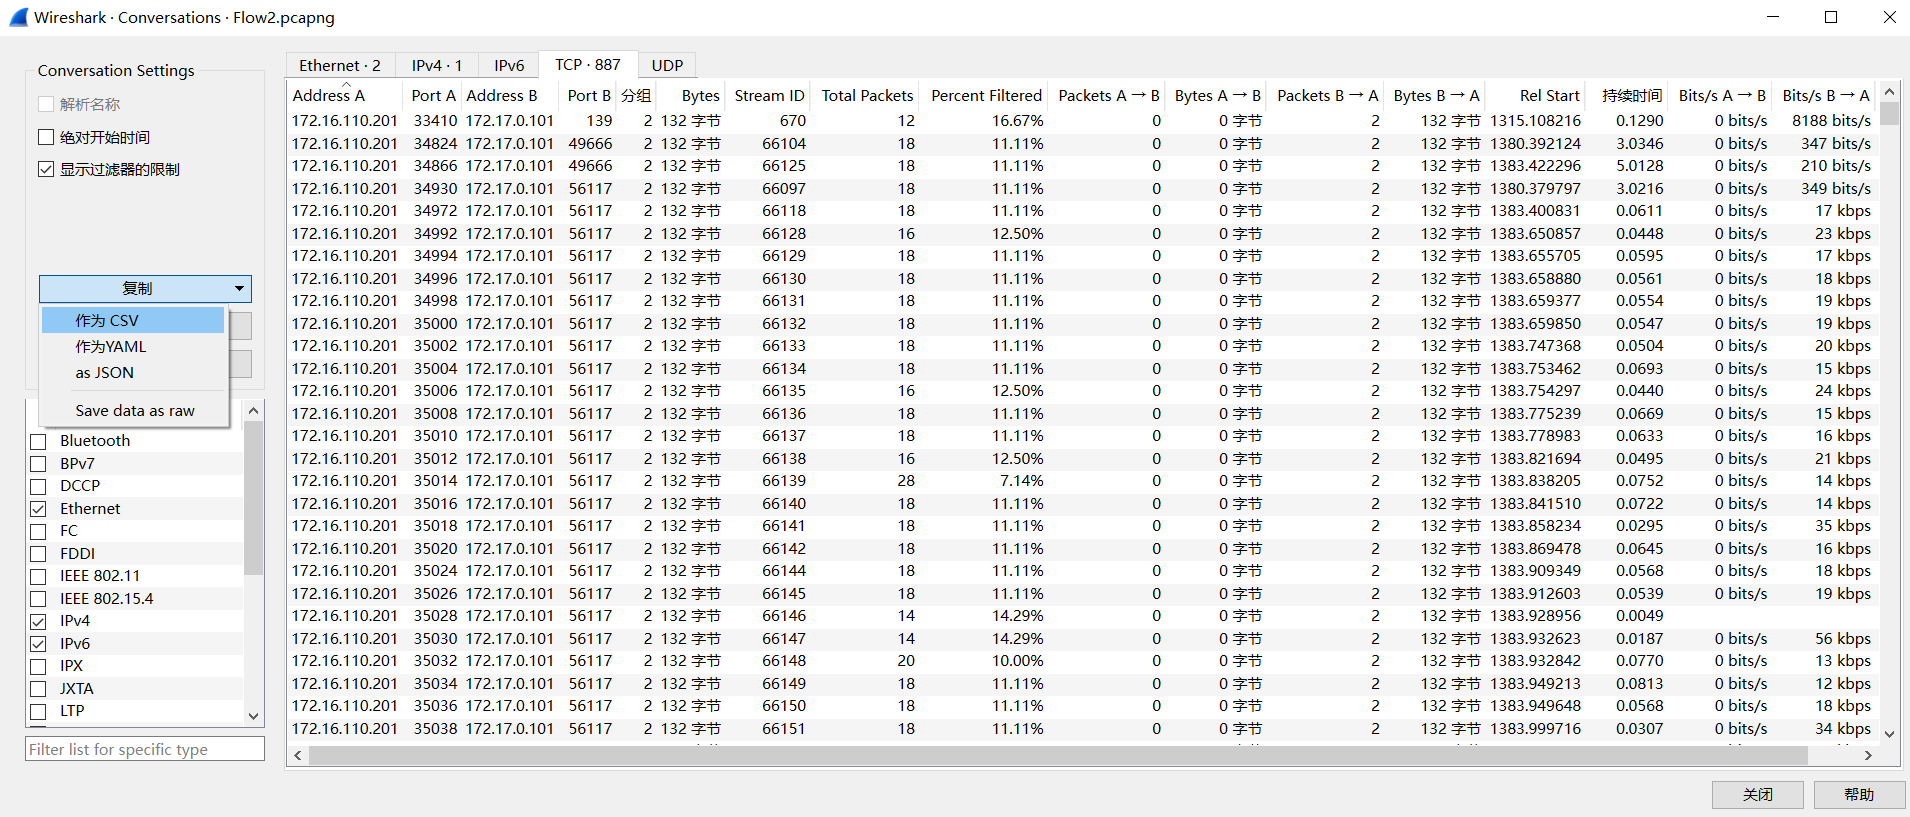 Wireshark · Conversations · Flow2.pcapng
Conversation Settings
解析名称
绝对开始时间
显示过滤器的限制
复制
作为 CSV
作为YAML
as JSON
Save data as raw
Bluetooth
BPv7
DCCP
Ethernet
FC
FDDI
IEEE 802.11
IEEE 802.15.4
IPv4
IPv6
IPX
JXTA
LTP
Filter list for specific type
Ethernet · 2 IPv4 · 1 IPv6 TCP · 887 UDP
Address A Port A Address B Port B 分组 Bytes Stream ID Total Packets Percent Filtered Packets A → B Bytes A → B Packets B → A Bytes B → A Rel Start 持续时间 Bits/s A → B Bits/s B → A
172.16.110.201 33410 172.17.0.101 139 2 132 字节 670 12 16.67% 0 0 字节 2 132 字节 1315.108216 0.1290 0 bits/s 8188 bits/s
172.16.110.201 34824 172.17.0.101 49666 2 132 字节 66104 18 11.11% 0 0 字节 2 132 字节 1380.392124 3.0346 0 bits/s 347 bits/s
172.16.110.201 34866 172.17.0.101 49666 2 132 字节 66125 18 11.11% 0 0 字节 2 132 字节 1383.422296 5.0128 0 bits/s 210 bits/s
172.16.110.201 34930 172.17.0.101 56117 2 132 字节 66097 18 11.11% 0 0 字节 2 132 字节 1380.379797 3.0216 0 bits/s 349 bits/s
172.16.110.201 34972 172.17.0.101 56117 2 132 字节 66118 18 11.11% 0 0 字节 2 132 字节 1383.400831 0.0611 0 bits/s 17 kbps
172.16.110.201 34992 172.17.0.101 56117 2 132 字节 66128 16 12.50% 0 0 字节 2 132 字节 1383.650857 0.0448 0 bits/s 23 kbps
172.16.110.201 34994 172.17.0.101 56117 2 132 字节 66129 18 11.11% 0 0 字节 2 132 字节 1383.655705 0.0595 0 bits/s 17 kbps
172.16.110.201 34996 172.17.0.101 56117 2 132 字节 66130 18 11.11% 0 0 字节 2 132 字节 1383.658880 0.0561 0 bits/s 18 kbps
172.16.110.201 34998 172.17.0.101 56117 2 132 字节 66131 18 11.11% 0 0 字节 2 132 字节 1383.659377 0.0554 0 bits/s 19 kbps
172.16.110.201 35000 172.17.0.101 56117 2 132 字节 66132 18 11.11% 0 0 字节 2 132 字节 1383.659850 0.0547 0 bits/s 19 kbps
172.16.110.201 35002 172.17.0.101 56117 2 132 字节 66133 18 11.11% 0 0 字节 2 132 字节 1383.747368 0.0504 0 bits/s 20 kbps
172.16.110.201 35004 172.17.0.101 56117 2 132 字节 66134 18 11.11% 0 0 字节 2 132 字节 1383.753462 0.0693 0 bits/s 15 kbps
172.16.110.201 35006 172.17.0.101 56117 2 132 字节 66135 16 12.50% 0 0 字节 2 132 字节 1383.754297 0.0440 0 bits/s 24 kbps
172.16.110.201 35008 172.17.0.101 56117 2 132 字节 66136 18 11.11% 0 0 字节 2 132 字节 1383.775239 0.0669 0 bits/s 15 kbps
172.16.110.201 35010 172.17.0.101 56117 2 132 字节 66137 18 11.11% 0 0 字节 2 132 字节 1383.778983 0.0633 0 bits/s 16 kbps
172.16.110.201 35012 172.17.0.101 56117 2 132 字节 66138 16 12.50% 0 0 字节 2 132 字节 1383.821694 0.0495 0 bits/s 21 kbps
172.16.110.201 35014 172.17.0.101 56117 2 132 字节 66139 28 7.14% 0 0 字节 2 132 字节 1383.838205 0.0752 0 bits/s 14 kbps
172.16.110.201 35016 172.17.0.101 56117 2 132 字节 66140 18 11.11% 0 0 字节 2 132 字节 1383.841510 0.0722 0 bits/s 14 kbps
172.16.110.201 35018 172.17.0.101 56117 2 132 字节 66141 18 11.11% 0 0 字节 2 132 字节 1383.858234 0.0295 0 bits/s 35 kbps
172.16.110.201 35020 172.17.0.101 56117 2 132 字节 66142 18 11.11% 0 0 字节 2 132 字节 1383.869478 0.0645 0 bits/s 16 kbps
172.16.110.201 35024 172.17.0.101 56117 2 132 字节 66144 18 11.11% 0 0 字节 2 132 字节 1383.909349 0.0568 0 bits/s 18 kbps
172.16.110.201 35026 172.17.0.101 56117 2 132 字节 66145 18 11.11% 0 0 字节 2 132 字节 1383.912603 0.0539 0 bits/s 19 kbps
172.16.110.201 35028 172.17.0.101 56117 2 132 字节 66146 14 14.29% 0 0 字节 2 132 字节 1383.928956 0.0049
172.16.110.201 35030 172.17.0.101 56117 2 132 字节 66147 14 14.29% 0 0 字节 2 132 字节 1383.932623 0.0187 0 bits/s 56 kbps
172.16.110.201 35032 172.17.0.101 56117 2 132 字节 66148 20 10.00% 0 0 字节 2 132 字节 1383.932842 0.0770 0 bits/s 13 kbps
172.16.110.201 35034 172.17.0.101 56117 2 132 字节 66149 18 11.11% 0 0 字节 2 132 字节 1383.949213 0.0813 0 bits/s 12 kbps
172.16.110.201 35036 172.17.0.101 56117 2 132 字节 66150 18 11.11% 0 0 字节 2 132 字节 1383.949648 0.0568 0 bits/s 18 kbps
172.16.110.201 35038 172.17.0.101 56117 2 132 字节 66151 18 11.11% 0 0 字节 2 132 字节 1383.999716 0.0307 0 bits/s 34 kbps
关闭 帮助